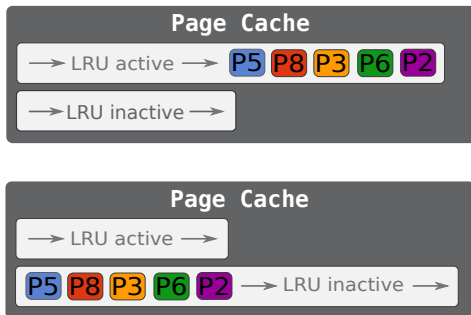 Page Cache
LRU active P5 P8 P3 P6 P2
LRU inactive
Page Cache
LRU active
P5 P8 P3 P6 P2 LRU inactive